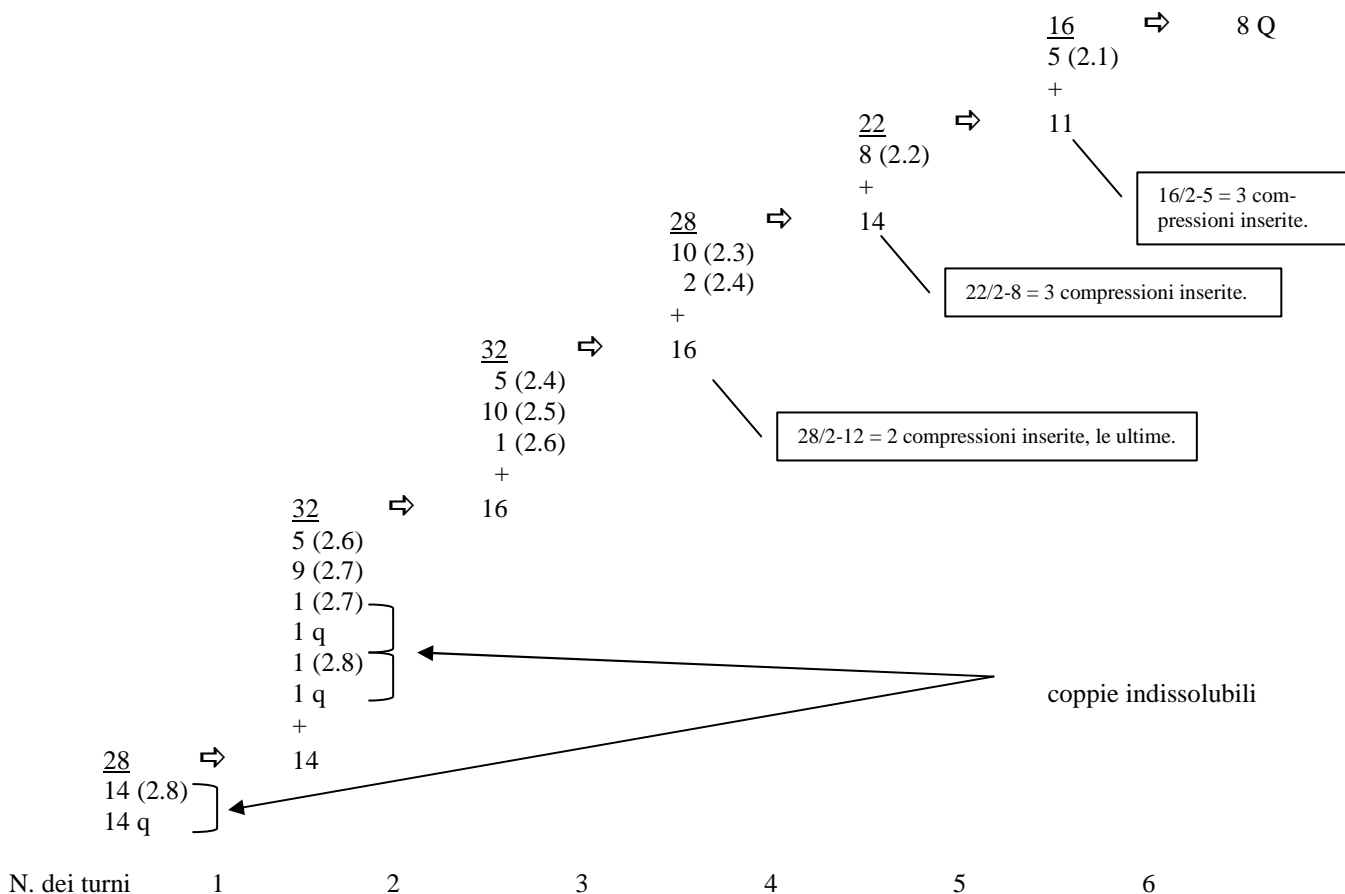 16 ⇨ 8 Q
5 (2.1)
+
22 ⇨ 11
8 (2.2)
+
16/2-5 = 3 com-
pressioni inserite.
28 ⇨ 14
10 (2.3)
2 (2.4)
22/2-8 = 3 compressioni inserite.
+
32 ⇨ 16
5 (2.4)
10 (2.5)
28/2-12 = 2 compressioni inserite, le ultime.
1 (2.6)
+
32 ⇨ 16
5 (2.6)
9 (2.7)
1 (2.7)
1 q
1 (2.8)
1 q
coppie indissolubili
+
28 ⇨ 14
14 (2.8)
14 q
N. dei turni 1 2 3 4 5 6